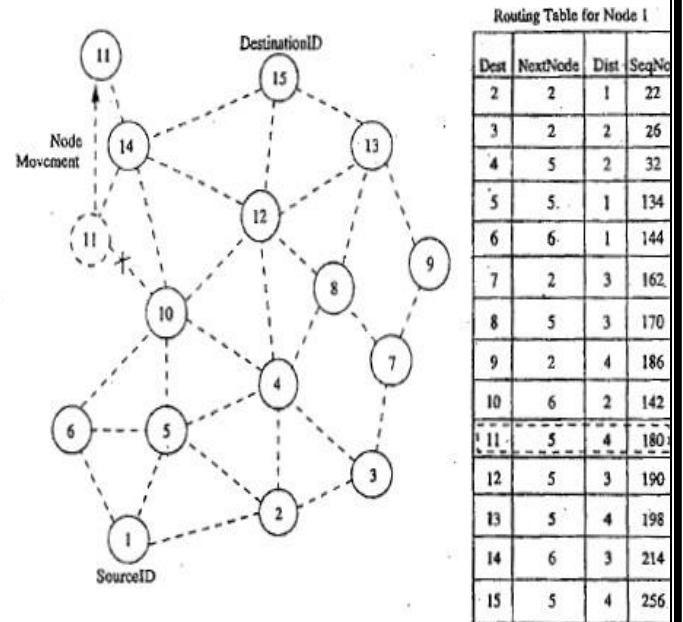 Routing Table for Node 1
DestinationID
11
15
Node
Movement
14
13
11
12
9
8
10
7
4
6
5
3
2
1
SourceID
Dest NextNode Dist SeqNo
2 2 1 22
3 2 2 26
4 5 2 32
5 5. 1 134
6 6 1 144
7 2 3 162
8 5 3 170
9 2 4 186
10 6 2 142
11 5 4 180
12 5 3 190
13 5 4 198
14 6 3 214
15 5 4 256